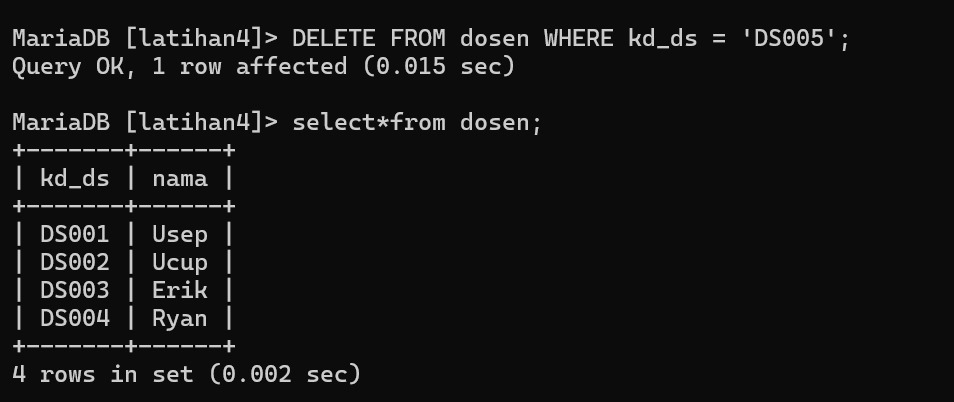 MariaDB [latihan4]> DELETE FROM dosen WHERE kd_ds = 'DS005';
Query OK, 1 row affected (0.015 sec)
MariaDB [latihan4]> select*from dosen;
+-------+------+
| kd_ds | nama |
+-------+------+
| DS001 | Usep |
| DS002 | Ucup |
| DS003 | Erik |
| DS004 | Ryan |
+-------+------+
4 rows in set (0.002 sec)